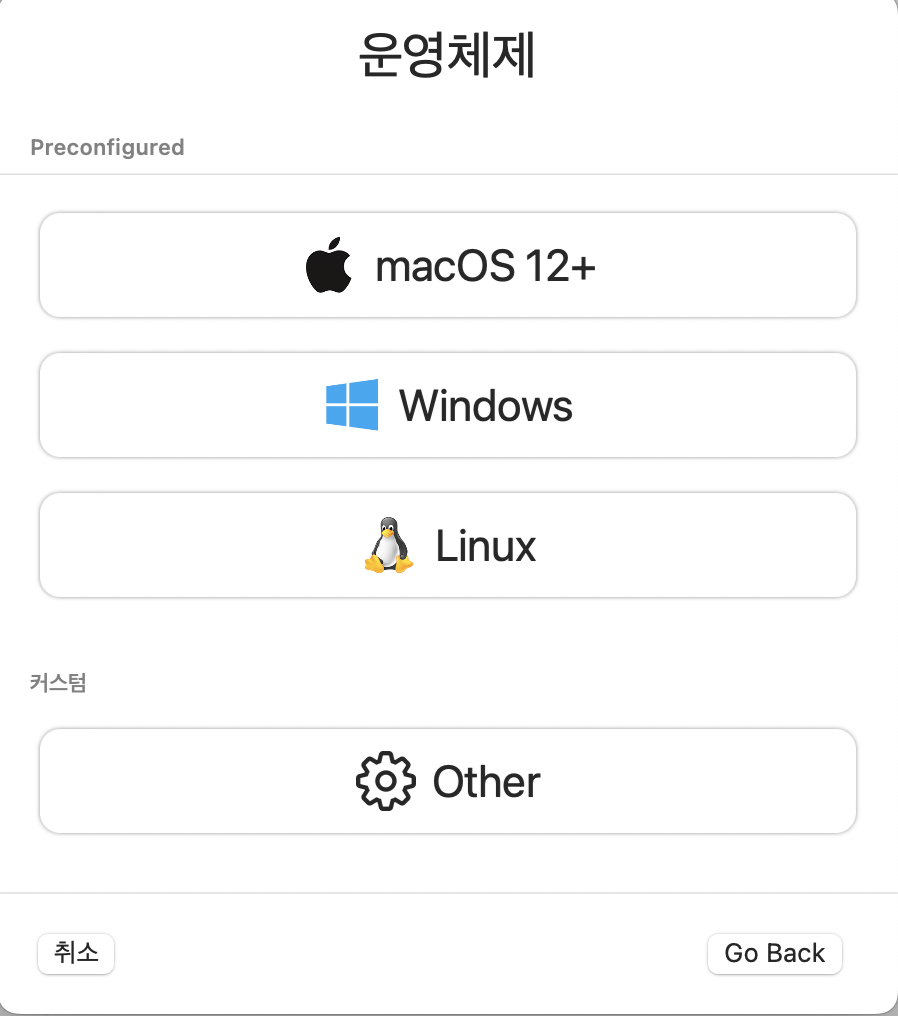 운영체제
Preconfigured
macOS 12+
Windows
Linux
커스텀
Other
취소
Go Back